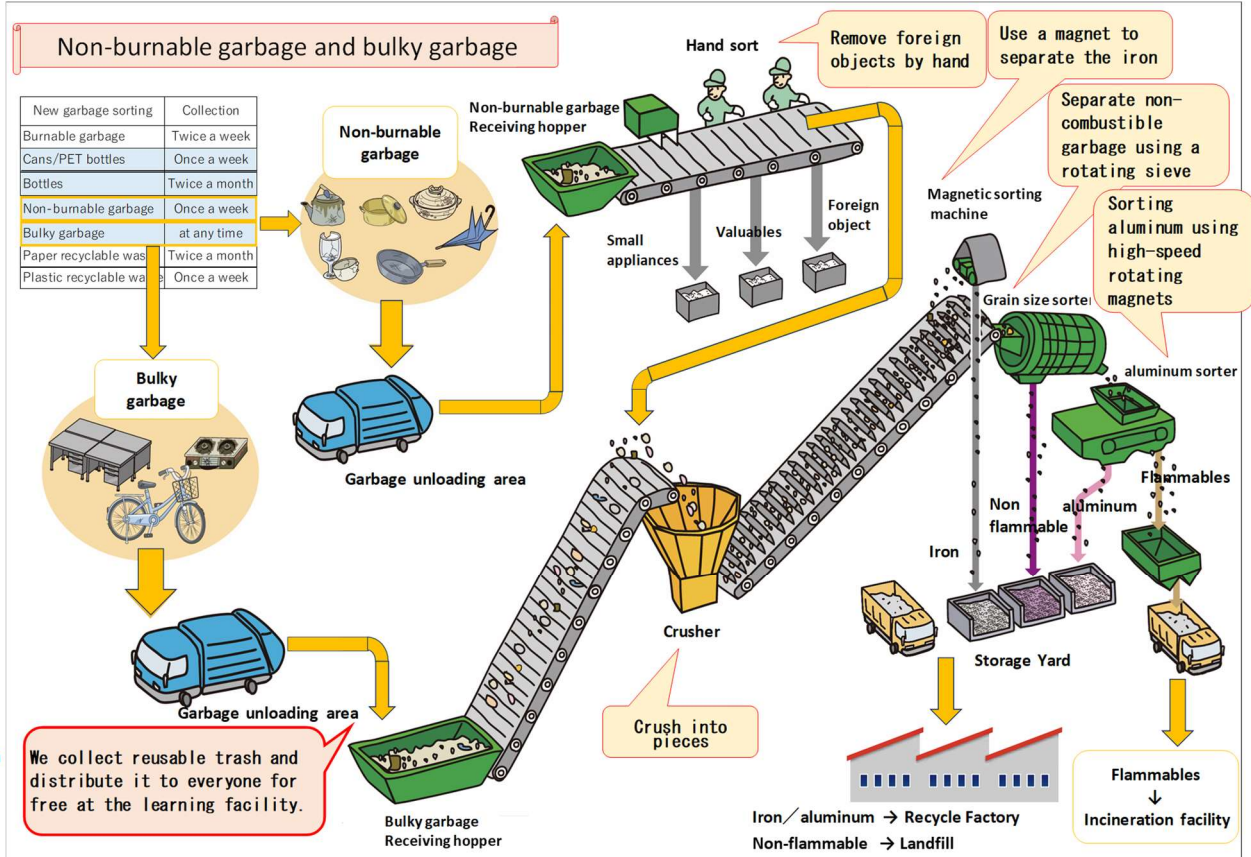 Non-burnable garbage and bulky garbage
New garbage sorting Collection
Burnable garbage Twice a week
Cans/PET bottles Once a week
Bottles Twice a month
Non-burnable garbage Once a week
Bulky garbage at any time
Paper recyclable was Twice a month
Plastic recyclable wa Once a week
Non-burnable
garbage
Bulky
garbage
Garbage unloading area
Garbage unloading area
We collect reusable trash and
distribute it to everyone for
free at the learning facility.
Bulky garbage
Receiving hopper
Non-burnable garbage
Receiving hopper
Hand sort
Remove foreign
objects by hand
Small
appliances
Valuables
Foreign
object
Crusher
Crush into
pieces
Use a magnet to
separate the iron
Magnetic sorting
machine
Separate non-
combustible
garbage using a
rotating sieve
Grain size sorter
Sorting
aluminum using
high-speed
rotating
magnets
aluminum sorter
Iron
Non
flammable
aluminum
Flammables
Storage Yard
Iron／aluminum → Recycle Factory
Non-flammable → Landfill
Flammables
↓
Incineration facility